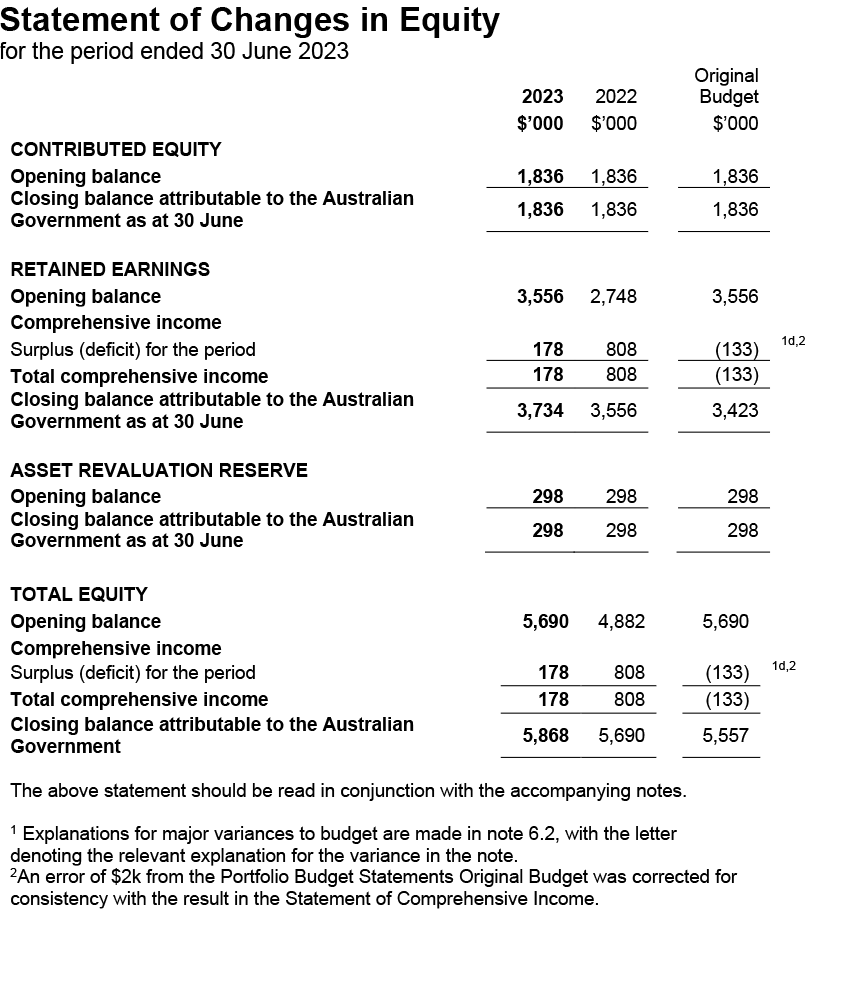 Statement of Changes in Equity
for the period ended 30 June 2023
Original
2023 2022 Budget
$’000 $’000 $’000
CONTRIBUTED EQUITY
Opening balance 1,836 1,836 1,836
Closing balance attributable to the Australian
Government as at 30 June 1,836 1,836 1,836
RETAINED EARNINGS
Opening balance 3,556 2,748 3,556
Comprehensive income
Surplus (deficit) for the period 178 808 (133) 1d,2
Total comprehensive income 178 808 (133)
Closing balance attributable to the Australian
Government as at 30 June 3,734 3,556 3,423
ASSET REVALUATION RESERVE
Opening balance 298 298 298
Closing balance attributable to the Australian
Government as at 30 June 298 298 298
TOTAL EQUITY
Opening balance 5,690 4,882 5,690
Comprehensive income
Surplus (deficit) for the period 178 808 (133) 1d,2
Total comprehensive income 178 808 (133)
Closing balance attributable to the Australian
Government 5,868 5,690 5,557
The above statement should be read in conjunction with the accompanying notes.
1 Explanations for major variances to budget are made in note 6.2, with the letter
denoting the relevant explanation for the variance in the note.
2An error of $2k from the Portfolio Budget Statements Original Budget was corrected for
consistency with the result in the Statement of Comprehensive Income.